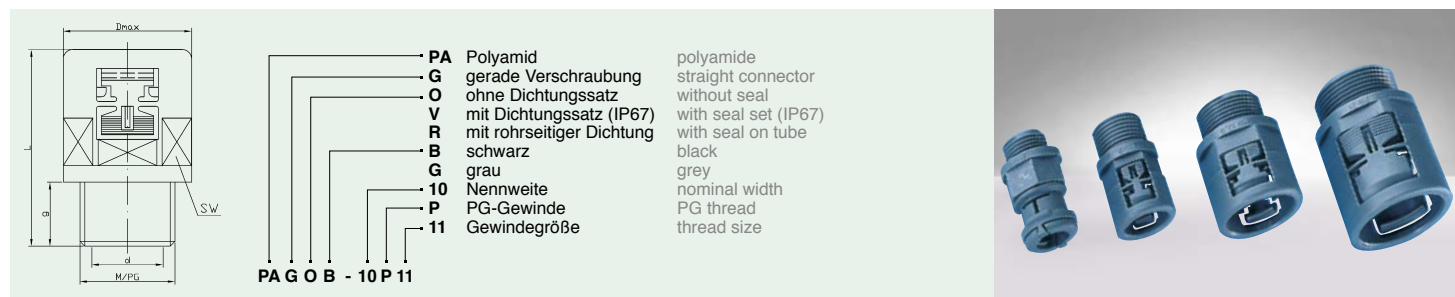 Dmax
L
g
SW
d
M/PG
PA Polyamid polyamide
G gerade Verschraubung straight connector
O ohne Dichtungssatz without seal
V mit Dichtungssatz (IP67) with seal set (IP67)
R mit rohrseitiger Dichtung with seal on tube
B schwarz black
G grau grey
10 Nennweite nominal width
P PG-Gewinde PG thread
11 Gewindegröße thread size
PA G O B - 10 P 11